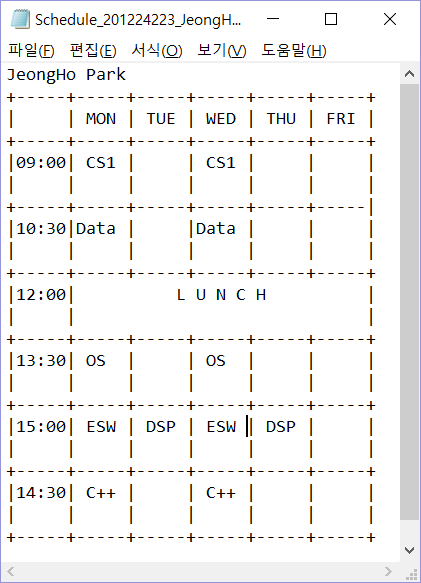 Schedule_201224223_JeongH...
파일(F) 편집(E) 서식(O) 보기(V) 도움말(H)
JeongHo Park
+-----+-----+-----+-----+-----+-----+
|     | MON | TUE | WED | THU | FRI |
+-----+-----+-----+-----+-----+-----+
|09:00| CS1 |     | CS1 |     |     |
|     |     |     |     |     |     |
+-----+-----+-----+-----+-----+-----|
|10:30|Data |     |Data |     |     |
|     |     |     |     |     |     |
+-----+-----+-----+-----+-----+-----+
|12:00|          L U N C H          |
|     |                             |
+-----+-----+-----+-----+-----+-----+
|13:30| OS  |     | OS  |     |     |
|     |     |     |     |     |     |
+-----+-----+-----+-----+-----+-----+
|15:00| ESW | DSP | ESW | DSP |     |
|     |     |     |     |     |     |
+-----+-----+-----+-----+-----+-----+
|14:30| C++ |     | C++ |     |     |
|     |     |     |     |     |     |
+-----+-----+-----+-----+-----+-----+